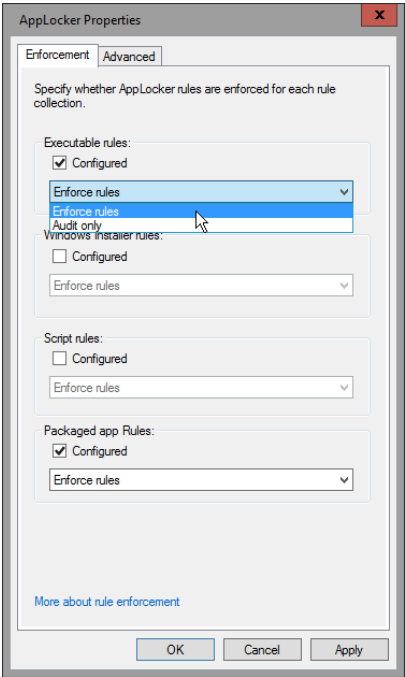 AppLocker Properties
x
Enforcement Advanced
Specify whether AppLocker rules are enforced for each rule
collection.
Executable rules:
Configured
Enforce rules
Enforce rules
Audit only
Windows Installer rules:
Configured
Enforce rules
Script rules:
Configured
Enforce rules
Packaged app Rules:
Configured
Enforce rules
More about rule enforcement
OK Cancel Apply